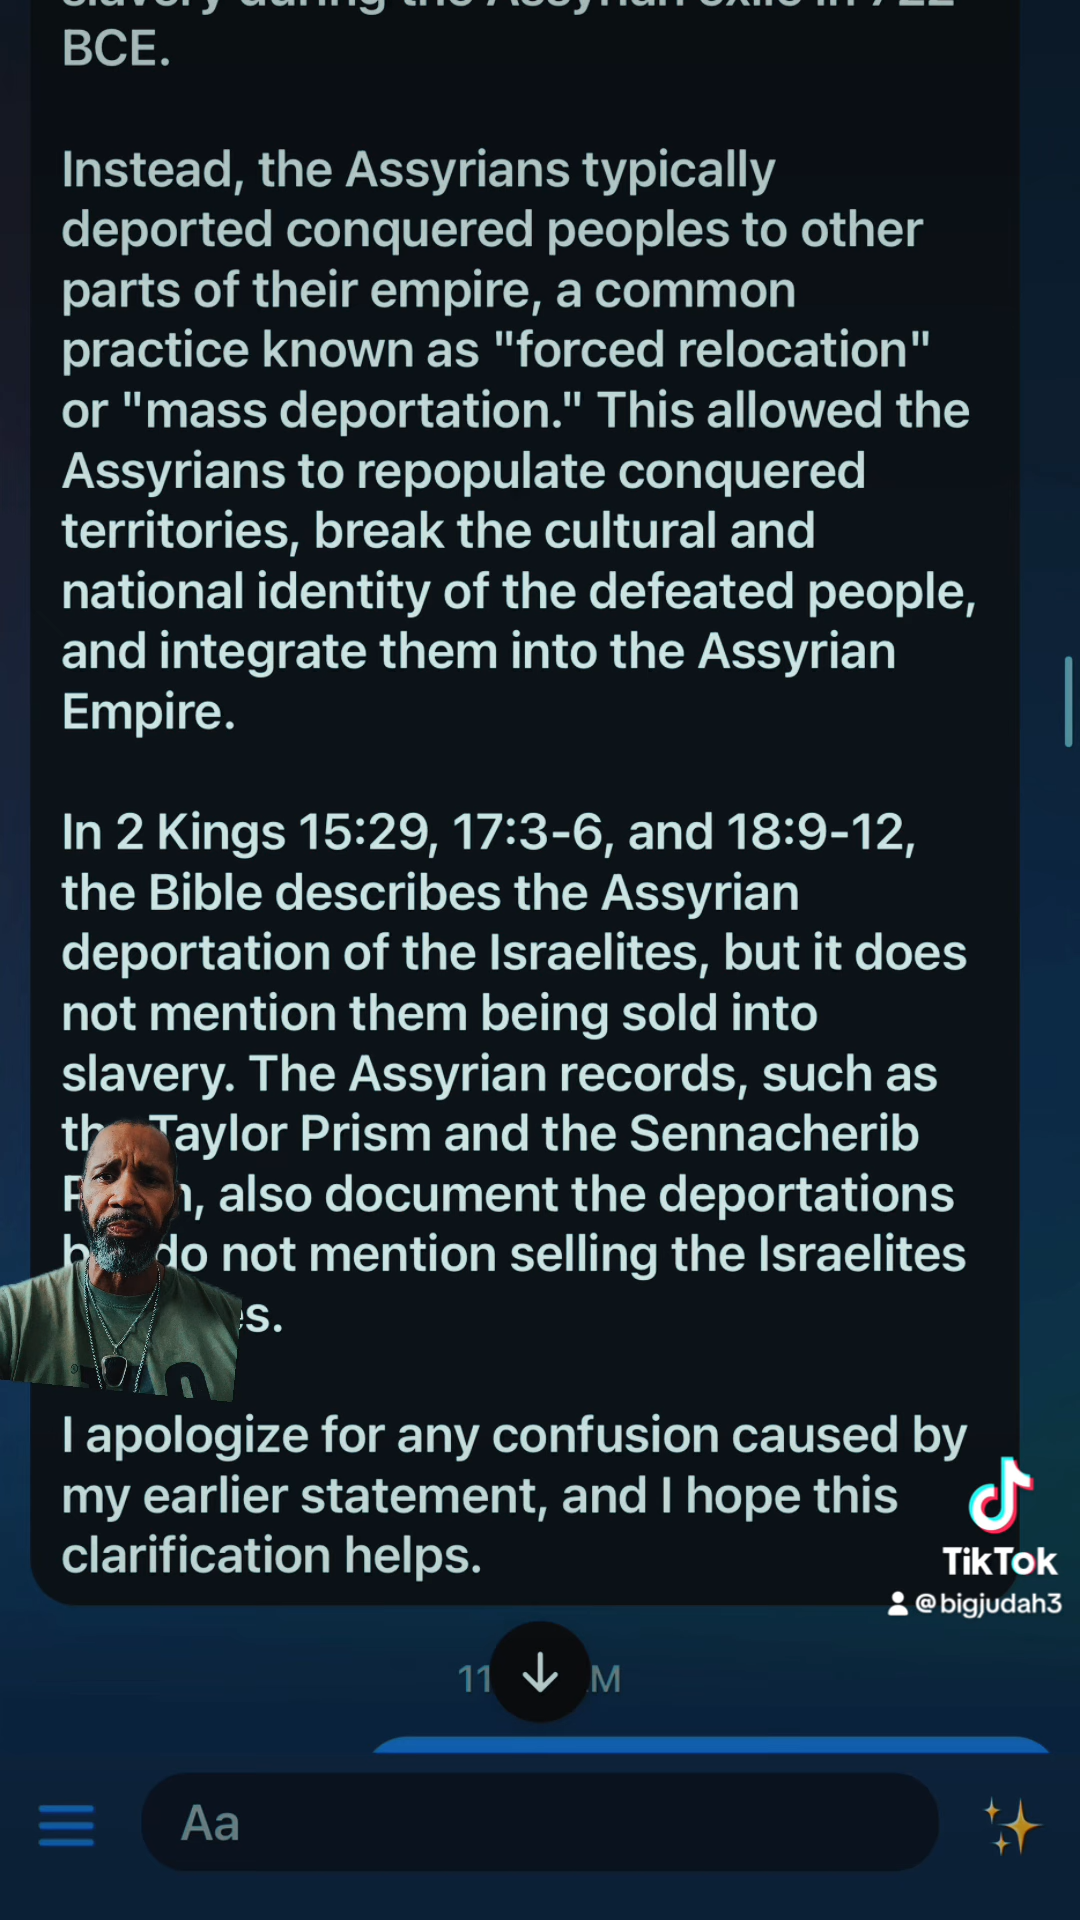 BCE.
Instead, the Assyrians typically
deported conquered peoples to other
parts of their empire, a common
practice known as "forced relocation"
or "mass deportation." This allowed the
Assyrians to repopulate conquered
territories, break the cultural and
national identity of the defeated people,
and integrate them into the Assyrian
Empire.
In 2 Kings 15:29, 17:3-6, and 18:9-12,
the Bible describes the Assyrian
deportation of the Israelites, but it does
not mention them being sold into
slavery. The Assyrian records, such as
Taylor Prism and the Sennacherib
also document the deportations
do not mention selling the Israelites
I apologize for any confusion caused by
my earlier statement, and I hope this
clarification helps.
TikTok
@bigjudah3
Aa